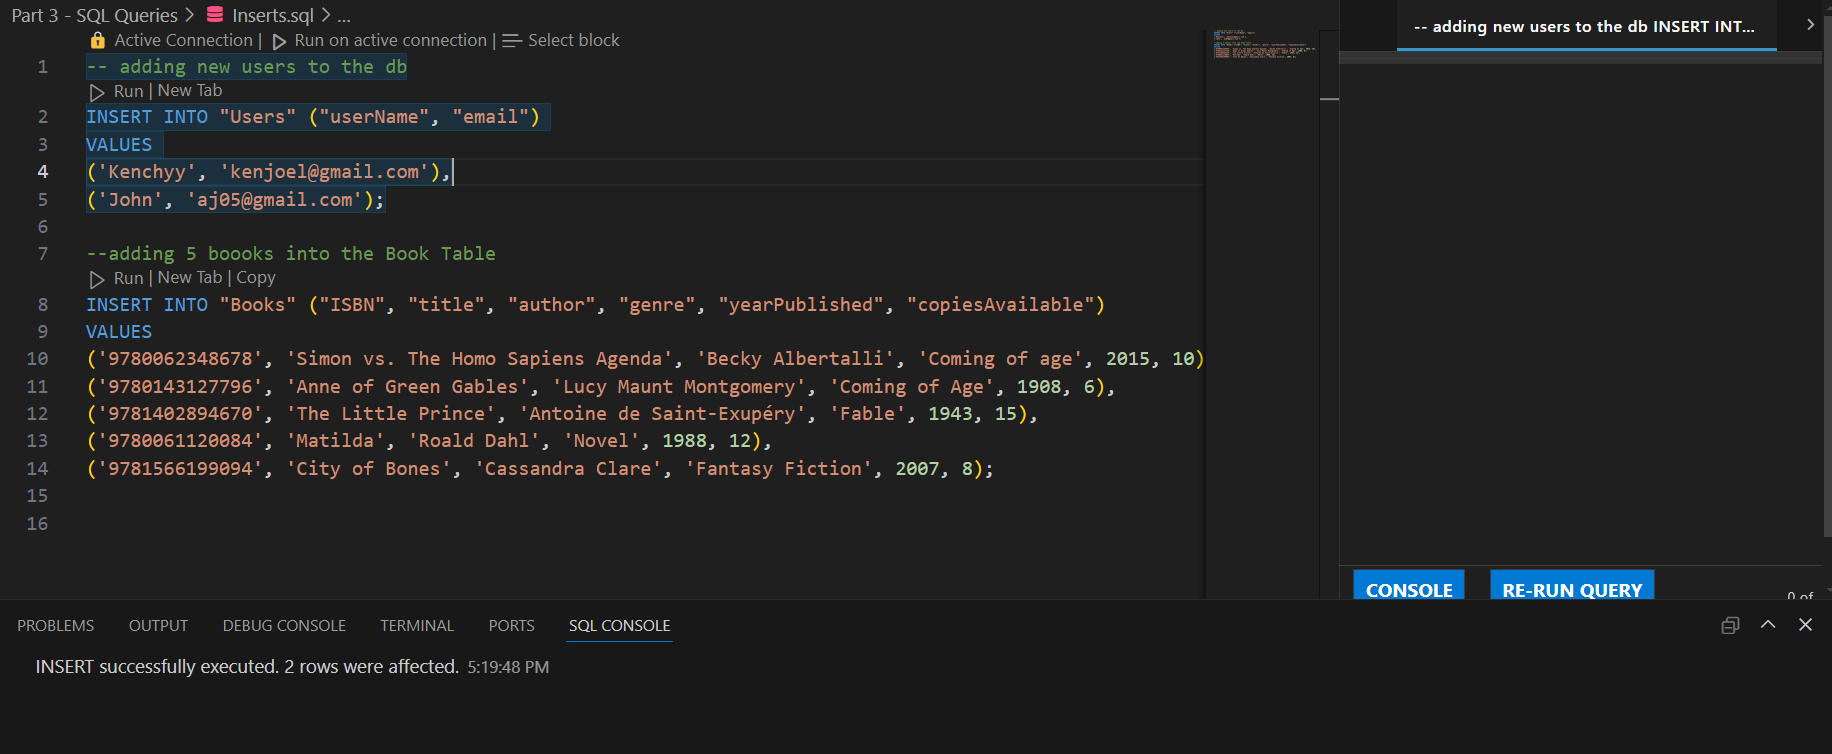 Part 3 - SQL Queries > Inserts.sql > ...
-- adding new users to the db INSERT INT...
Active Connection | Run on active connection | Select block
1 -- adding new users to the db
Run | New Tab
2 INSERT INTO "Users" ("userName", "email")
3 VALUES
4 ('Kenchyy', 'kenjoel@gmail.com'),
5 ('John', 'aj05@gmail.com');
6
7 --adding 5 boooks into the Book Table
Run | New Tab | Copy
8 INSERT INTO "Books" ("ISBN", "title", "author", "genre", "yearPublished", "copiesAvailable")
9 VALUES
10 ('9780062348678', 'Simon vs. The Homo Sapiens Agenda', 'Becky Albertalli', 'Coming of age', 2015, 10)
11 ('9780143127796', 'Anne of Green Gables', 'Lucy Maunt Montgomery', 'Coming of Age', 1908, 6),
12 ('9781402894670', 'The Little Prince', 'Antoine de Saint-Exupéry', 'Fable', 1943, 15),
13 ('9780061120084', 'Matilda', 'Roald Dahl', 'Novel', 1988, 12),
14 ('9781566199094', 'City of Bones', 'Cassandra Clare', 'Fantasy Fiction', 2007, 8);
15
16
CONSOLE RE-RUN QUERY 0 of
PROBLEMS OUTPUT DEBUG CONSOLE TERMINAL PORTS SQL CONSOLE
INSERT successfully executed. 2 rows were affected. 5:19:48 PM